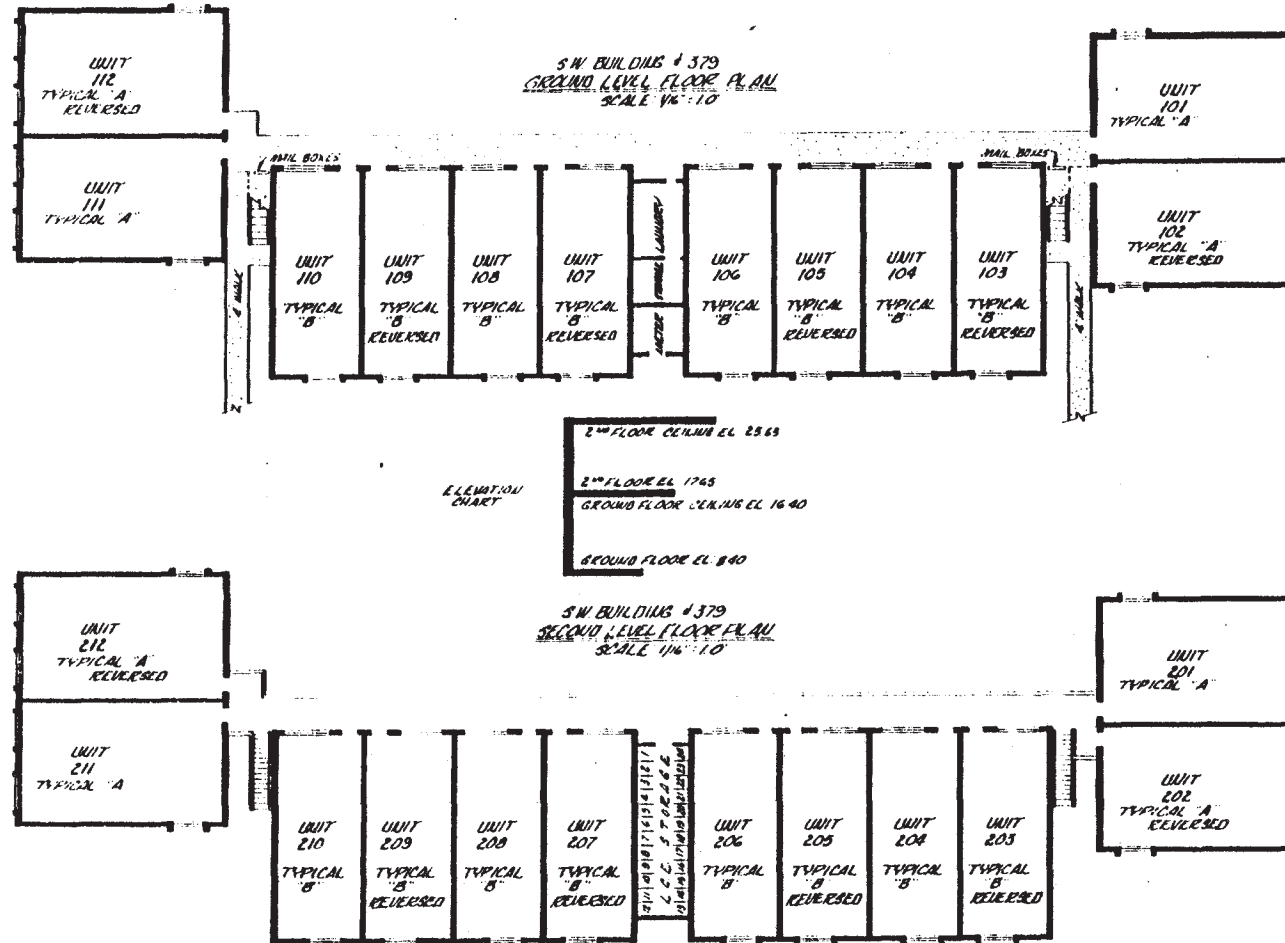 S.W. BUILDING # 379
GROUND LEVEL FLOOR PLAN
SCALE 1/16" : 1'.0"
UNIT
112
TYPICAL "A"
REVERSED
UNIT
111
TYPICAL "A"
UNIT
101
TYPICAL "A"
UNIT
102
TYPICAL "A"
REVERSED
MAIL BOXES
MAIL BOXES
4' WALK
4' WALK
UNIT
110
TYPICAL
"B"
UNIT
109
TYPICAL
"B"
REVERSED
UNIT
108
TYPICAL
"B"
UNIT
107
TYPICAL
"B"
REVERSED
LAUNDRY
METER
UNIT
106
TYPICAL
"B"
UNIT
105
TYPICAL
"B"
REVERSED
UNIT
104
TYPICAL
"B"
UNIT
103
TYPICAL
"B"
REVERSED
ELEVATION
CHART
2ND FLOOR CEILING EL. 25.65
2ND FLOOR EL. 17.65
GROUND FLOOR CEILING EL. 16.40
GROUND FLOOR EL. 8.40
S.W. BUILDING # 379
SECOND LEVEL FLOOR PLAN
SCALE 1/16" : 1'.0"
UNIT
212
TYPICAL "A"
REVERSED
UNIT
211
TYPICAL "A"
UNIT
201
TYPICAL "A"
UNIT
202
TYPICAL "A"
REVERSED
UNIT
210
TYPICAL
"B"
UNIT
209
TYPICAL
"B"
REVERSED
UNIT
208
TYPICAL
"B"
UNIT
207
TYPICAL
"B"
REVERSED
STORAGE
UNIT
206
TYPICAL
"B"
UNIT
205
TYPICAL
"B"
REVERSED
UNIT
204
TYPICAL
"B"
UNIT
203
TYPICAL
"B"
REVERSED